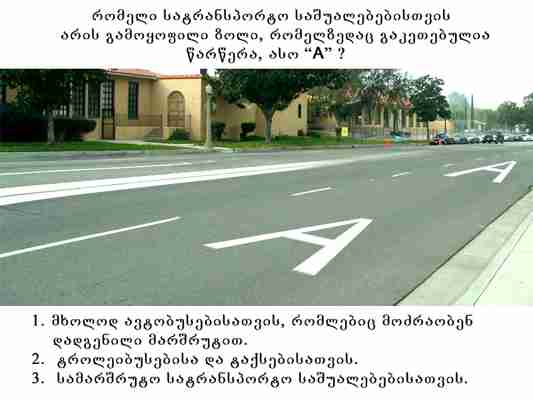 რომელი სატრანსპორტო საშუალებებისთვის
არის გამოყოფილი ზოლი, რომელზედაც გაკეთებულია
წარწერა, ასო “A” ?
A
A
1. მხოლოდ ავტობუსებისათვის, რომლებიც მოძრაობენ
დადგენილი მარშრუტით.
2. ტროლეიბუსებისა და ტაქსებისათვის.
3. სამარშრუტო სატრანსპორტო საშუალებებისათვის.